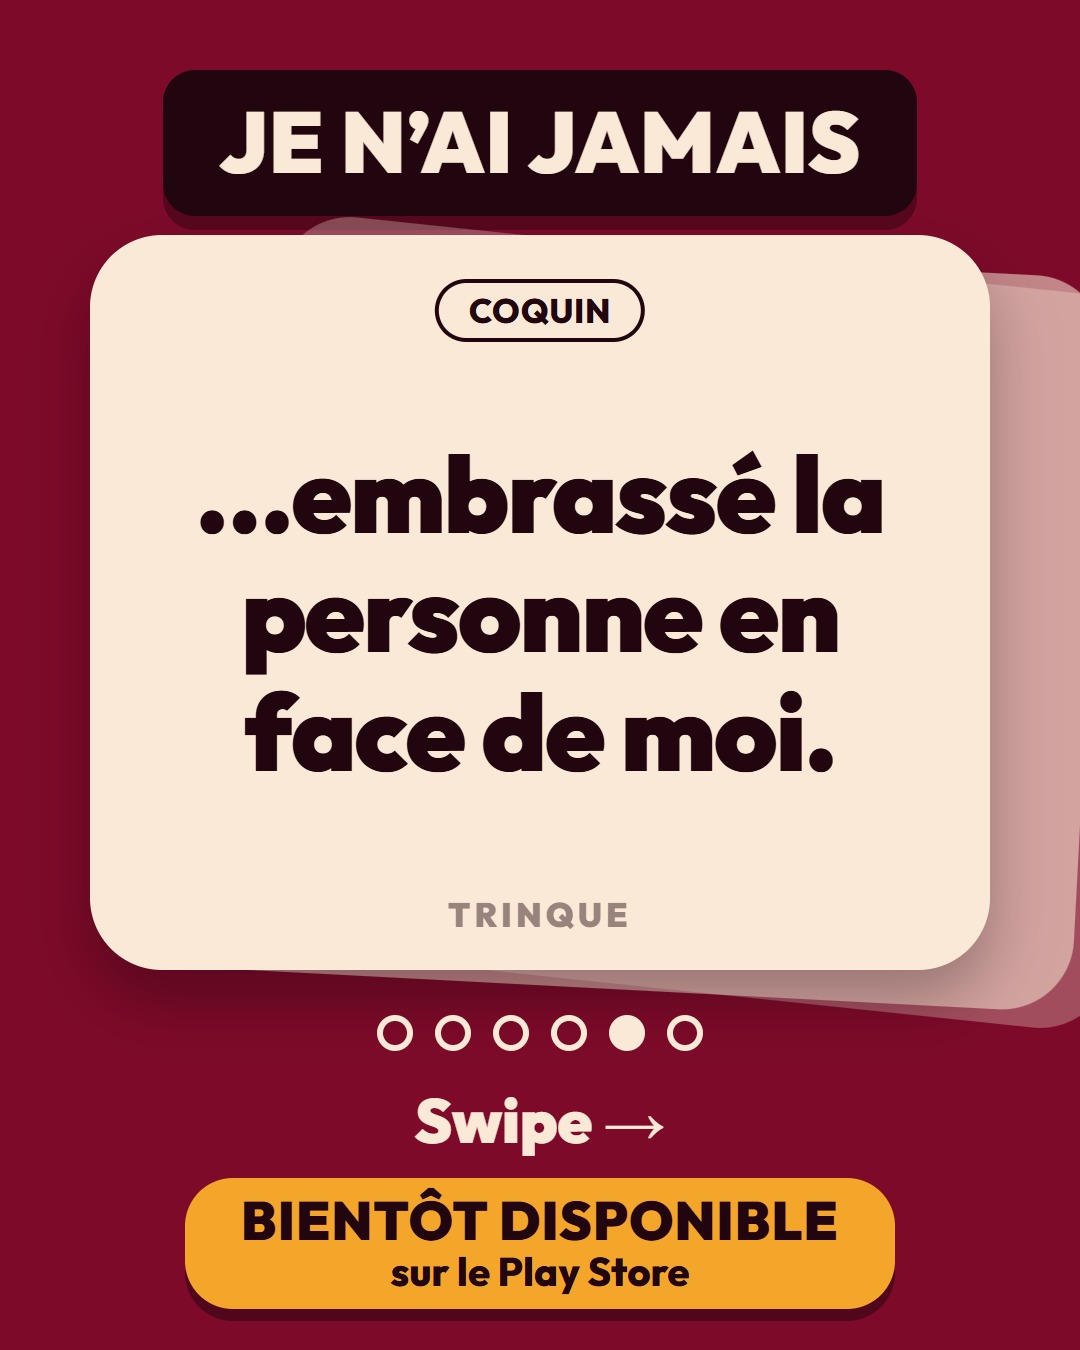 JE N’AI JAMAIS
COQUIN
...embrassé la
personne en
face de moi.
TRINQUE
Swipe →
BIENTÔT DISPONIBLE
sur le Play Store